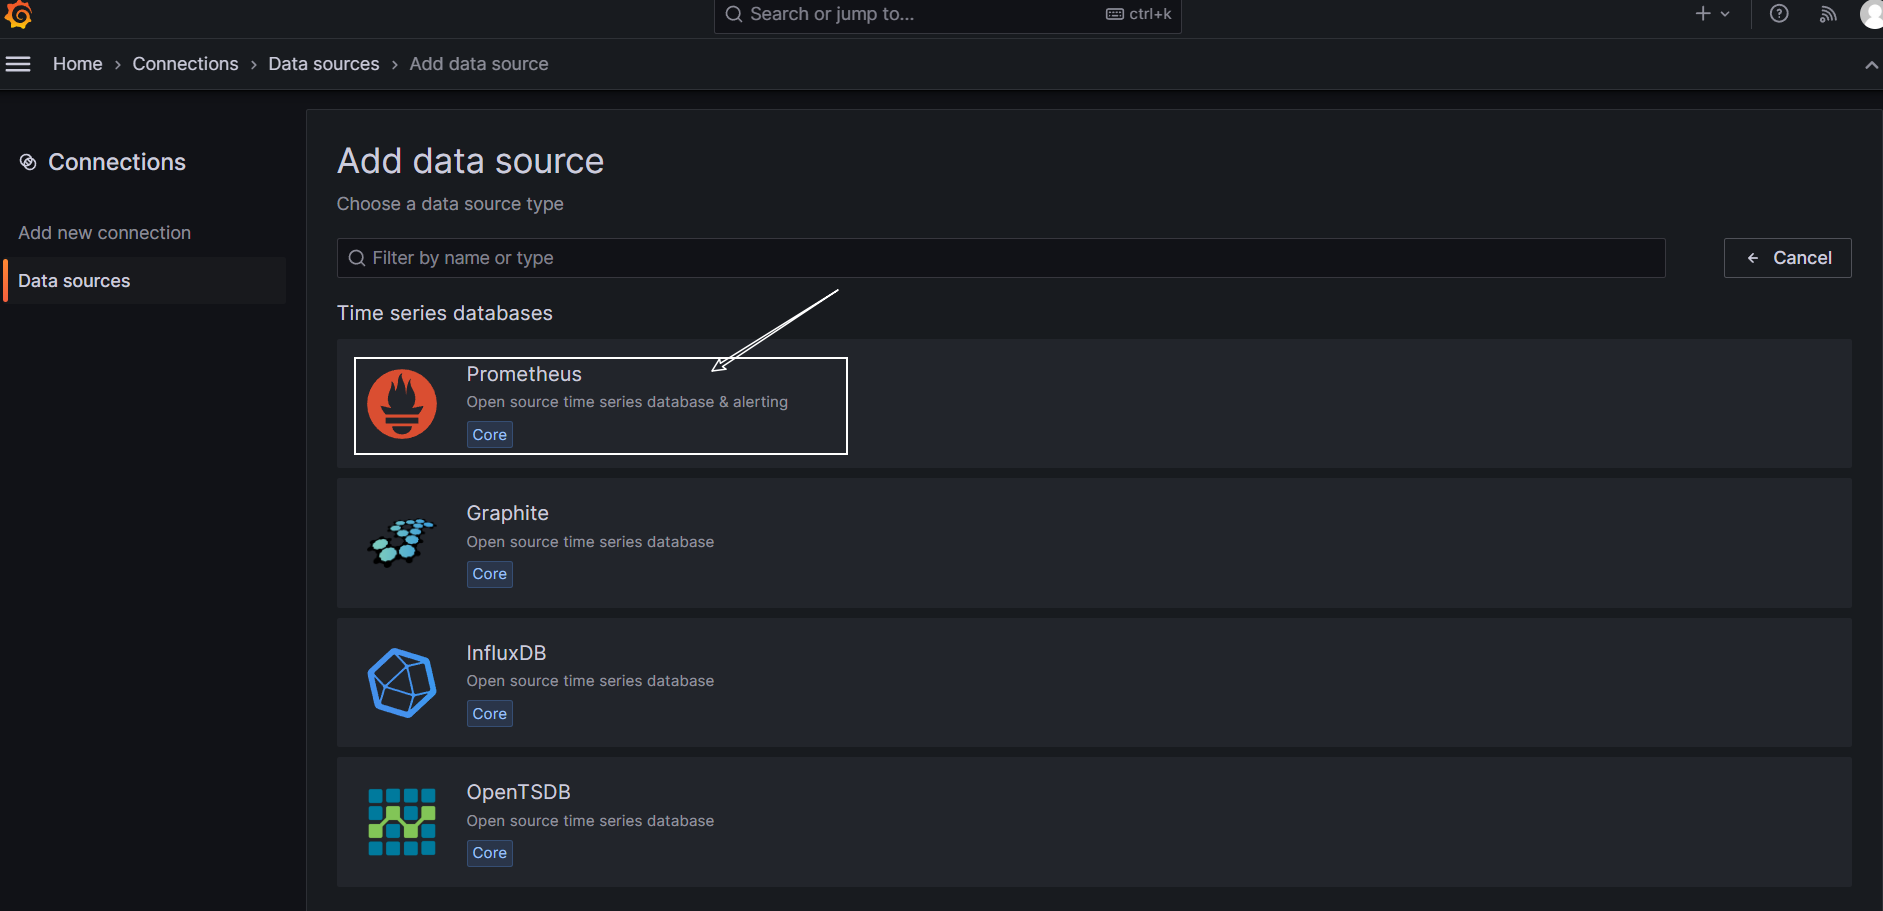 Search or jump to... ctrl+k
Home › Connections › Data sources › Add data source
Connections
Add new connection
Data sources
Add data source
Choose a data source type
Filter by name or type
Cancel
Time series databases
Prometheus
Open source time series database & alerting
Core
Graphite
Open source time series database
Core
InfluxDB
Open source time series database
Core
OpenTSDB
Open source time series database
Core